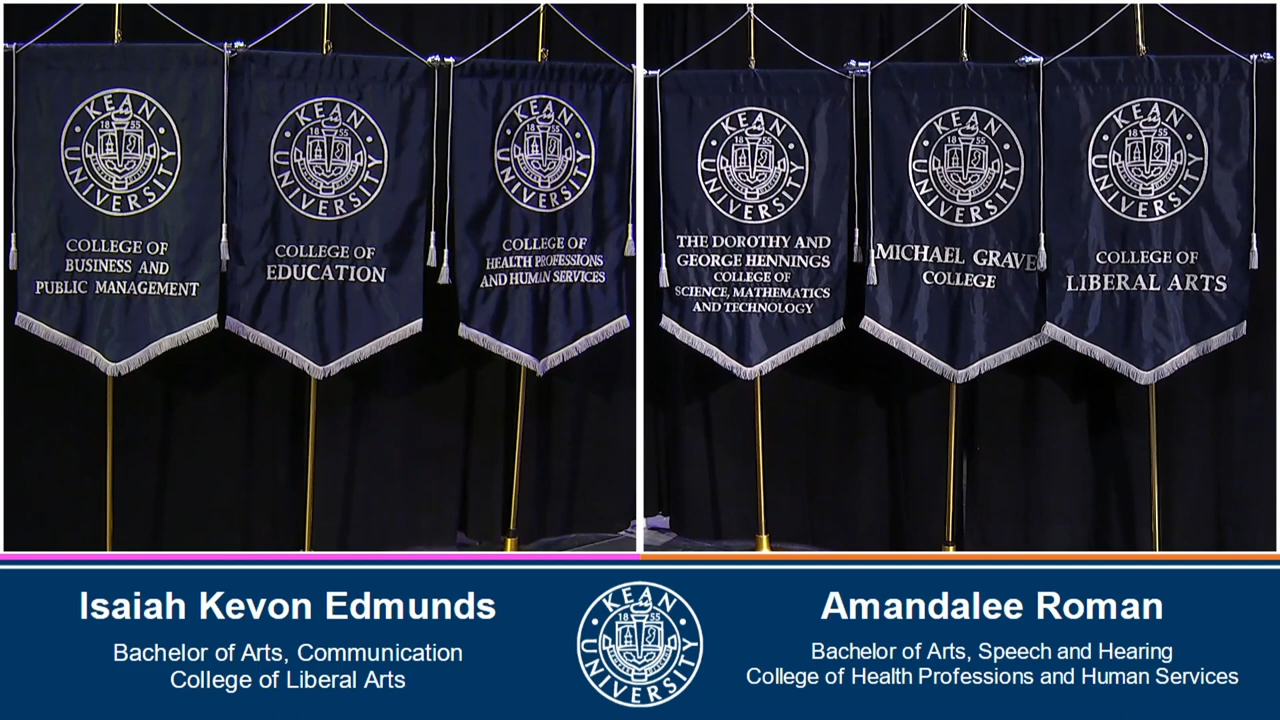 KEAN UNIVERSITY
1855
COLLEGE OF
BUSINESS AND
PUBLIC MANAGEMENT
KEAN UNIVERSITY
1855
COLLEGE OF
EDUCATION
KEAN UNIVERSITY
1855
COLLEGE OF
HEALTH PROFESSIONS
AND HUMAN SERVICES
KEAN UNIVERSITY
1855
THE DOROTHY AND
GEORGE HENNINGS
COLLEGE OF
SCIENCE, MATHEMATICS
AND TECHNOLOGY
KEAN UNIVERSITY
1855
MICHAEL GRAVE
COLLEGE
KEAN UNIVERSITY
1855
COLLEGE OF
LIBERAL ARTS
Isaiah Kevon Edmunds
Bachelor of Arts, Communication
College of Liberal Arts
KEAN UNIVERSITY
1855
Amandalee Roman
Bachelor of Arts, Speech and Hearing
College of Health Professions and Human Services